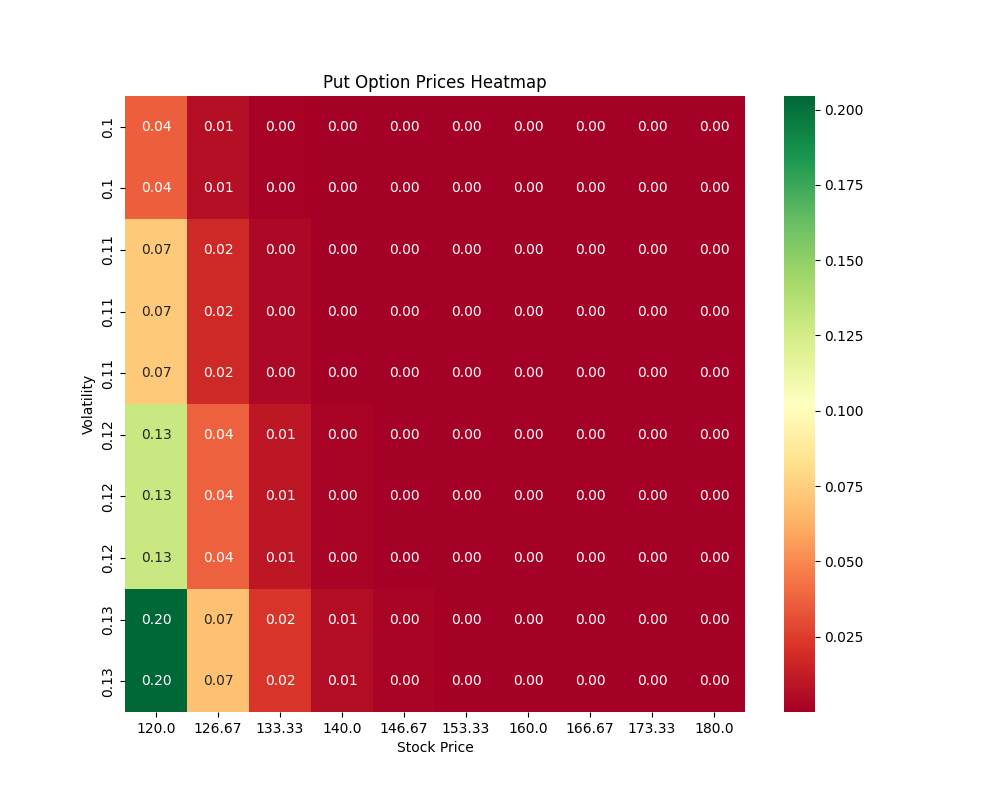 Put Option Prices Heatmap
0.1 0.04 0.01 0.00 0.00 0.00 0.00 0.00 0.00 0.00 0.00
0.1 0.04 0.01 0.00 0.00 0.00 0.00 0.00 0.00 0.00 0.00
0.11 0.07 0.02 0.00 0.00 0.00 0.00 0.00 0.00 0.00 0.00
0.11 0.07 0.02 0.00 0.00 0.00 0.00 0.00 0.00 0.00 0.00
0.11 0.07 0.02 0.00 0.00 0.00 0.00 0.00 0.00 0.00 0.00
0.12 0.13 0.04 0.01 0.00 0.00 0.00 0.00 0.00 0.00 0.00
0.12 0.13 0.04 0.01 0.00 0.00 0.00 0.00 0.00 0.00 0.00
0.12 0.13 0.04 0.01 0.00 0.00 0.00 0.00 0.00 0.00 0.00
0.13 0.20 0.07 0.02 0.01 0.00 0.00 0.00 0.00 0.00 0.00
0.13 0.20 0.07 0.02 0.01 0.00 0.00 0.00 0.00 0.00 0.00
Volatility
120.0 126.67 133.33 140.0 146.67 153.33 160.0 166.67 173.33 180.0
Stock Price
0.200
0.175
0.150
0.125
0.100
0.075
0.050
0.025